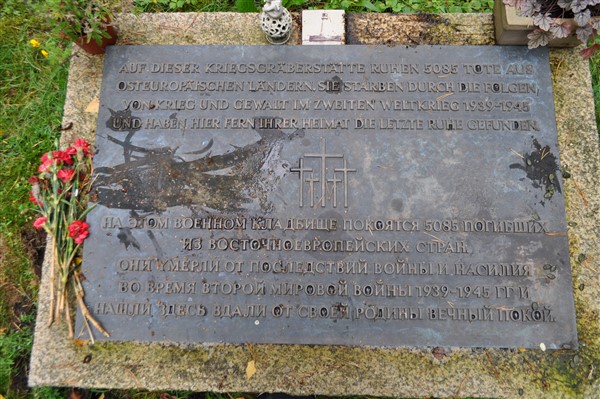 AUF DIESER KRIEGSGRÄBERSTÄTTE RUHEN 5085 TOTE AUS
OSTEUROPÄISCHEN LÄNDERN. SIE STARBEN DURCH DIE FOLGEN
VON KRIEG UND GEWALT IM ZWEITEN WELTKRIEG 1939-1945
UND HABEN HIER FERN IHRER HEIMAT DIE LETZTE RUHE GEFUNDEN.
НА ЭТОМ ВОЕННОМ КЛАДБИЩЕ ПОКОЯТСЯ 5085 ПОГИБШИХ
ИЗ ВОСТОЧНОЕВРОПЕЙСКИХ СТРАН.
ОНИ УМЕРЛИ ОТ ПОСЛЕДСТВИЙ ВОЙНЫ И НАСИЛИЯ
ВО ВРЕМЯ ВТОРОЙ МИРОВОЙ ВОЙНЫ 1939-1945 ГГ И
НАШЛИ ЗДЕСЬ ВДАЛИ ОТ СВОЕЙ РОДИНЫ ВЕЧНЫЙ ПОКОЙ.